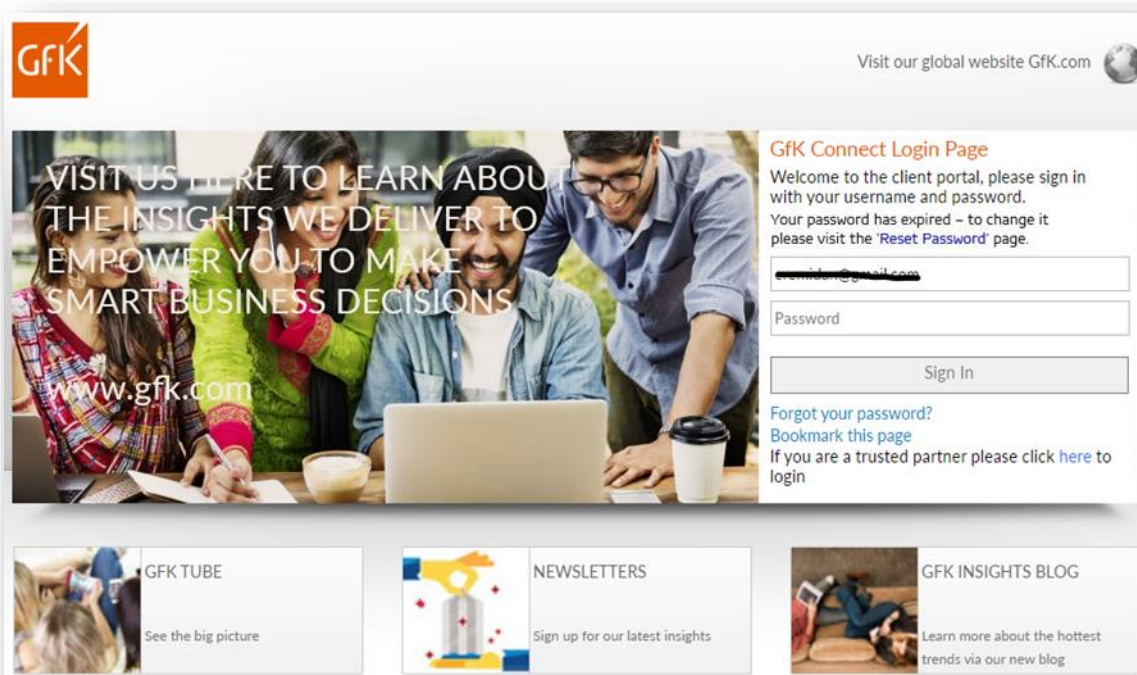 GfK
Visit our global website GfK.com
VISIT US HERE TO LEARN ABOUT
THE INSIGHTS WE DELIVER TO
EMPOWER YOU TO MAKE
SMART BUSINESS DECISIONS
www.gfk.com
GfK Connect Login Page
Welcome to the client portal, please sign in
with your username and password.
Your password has expired – to change it
please visit the 'Reset Password' page.
Password
Sign In
Forgot your password?
Bookmark this page
If you are a trusted partner please click here to
login
GFK TUBE
See the big picture
NEWSLETTERS
Sign up for our latest insights
GFK INSIGHTS BLOG
Learn more about the hottest
trends via our new blog